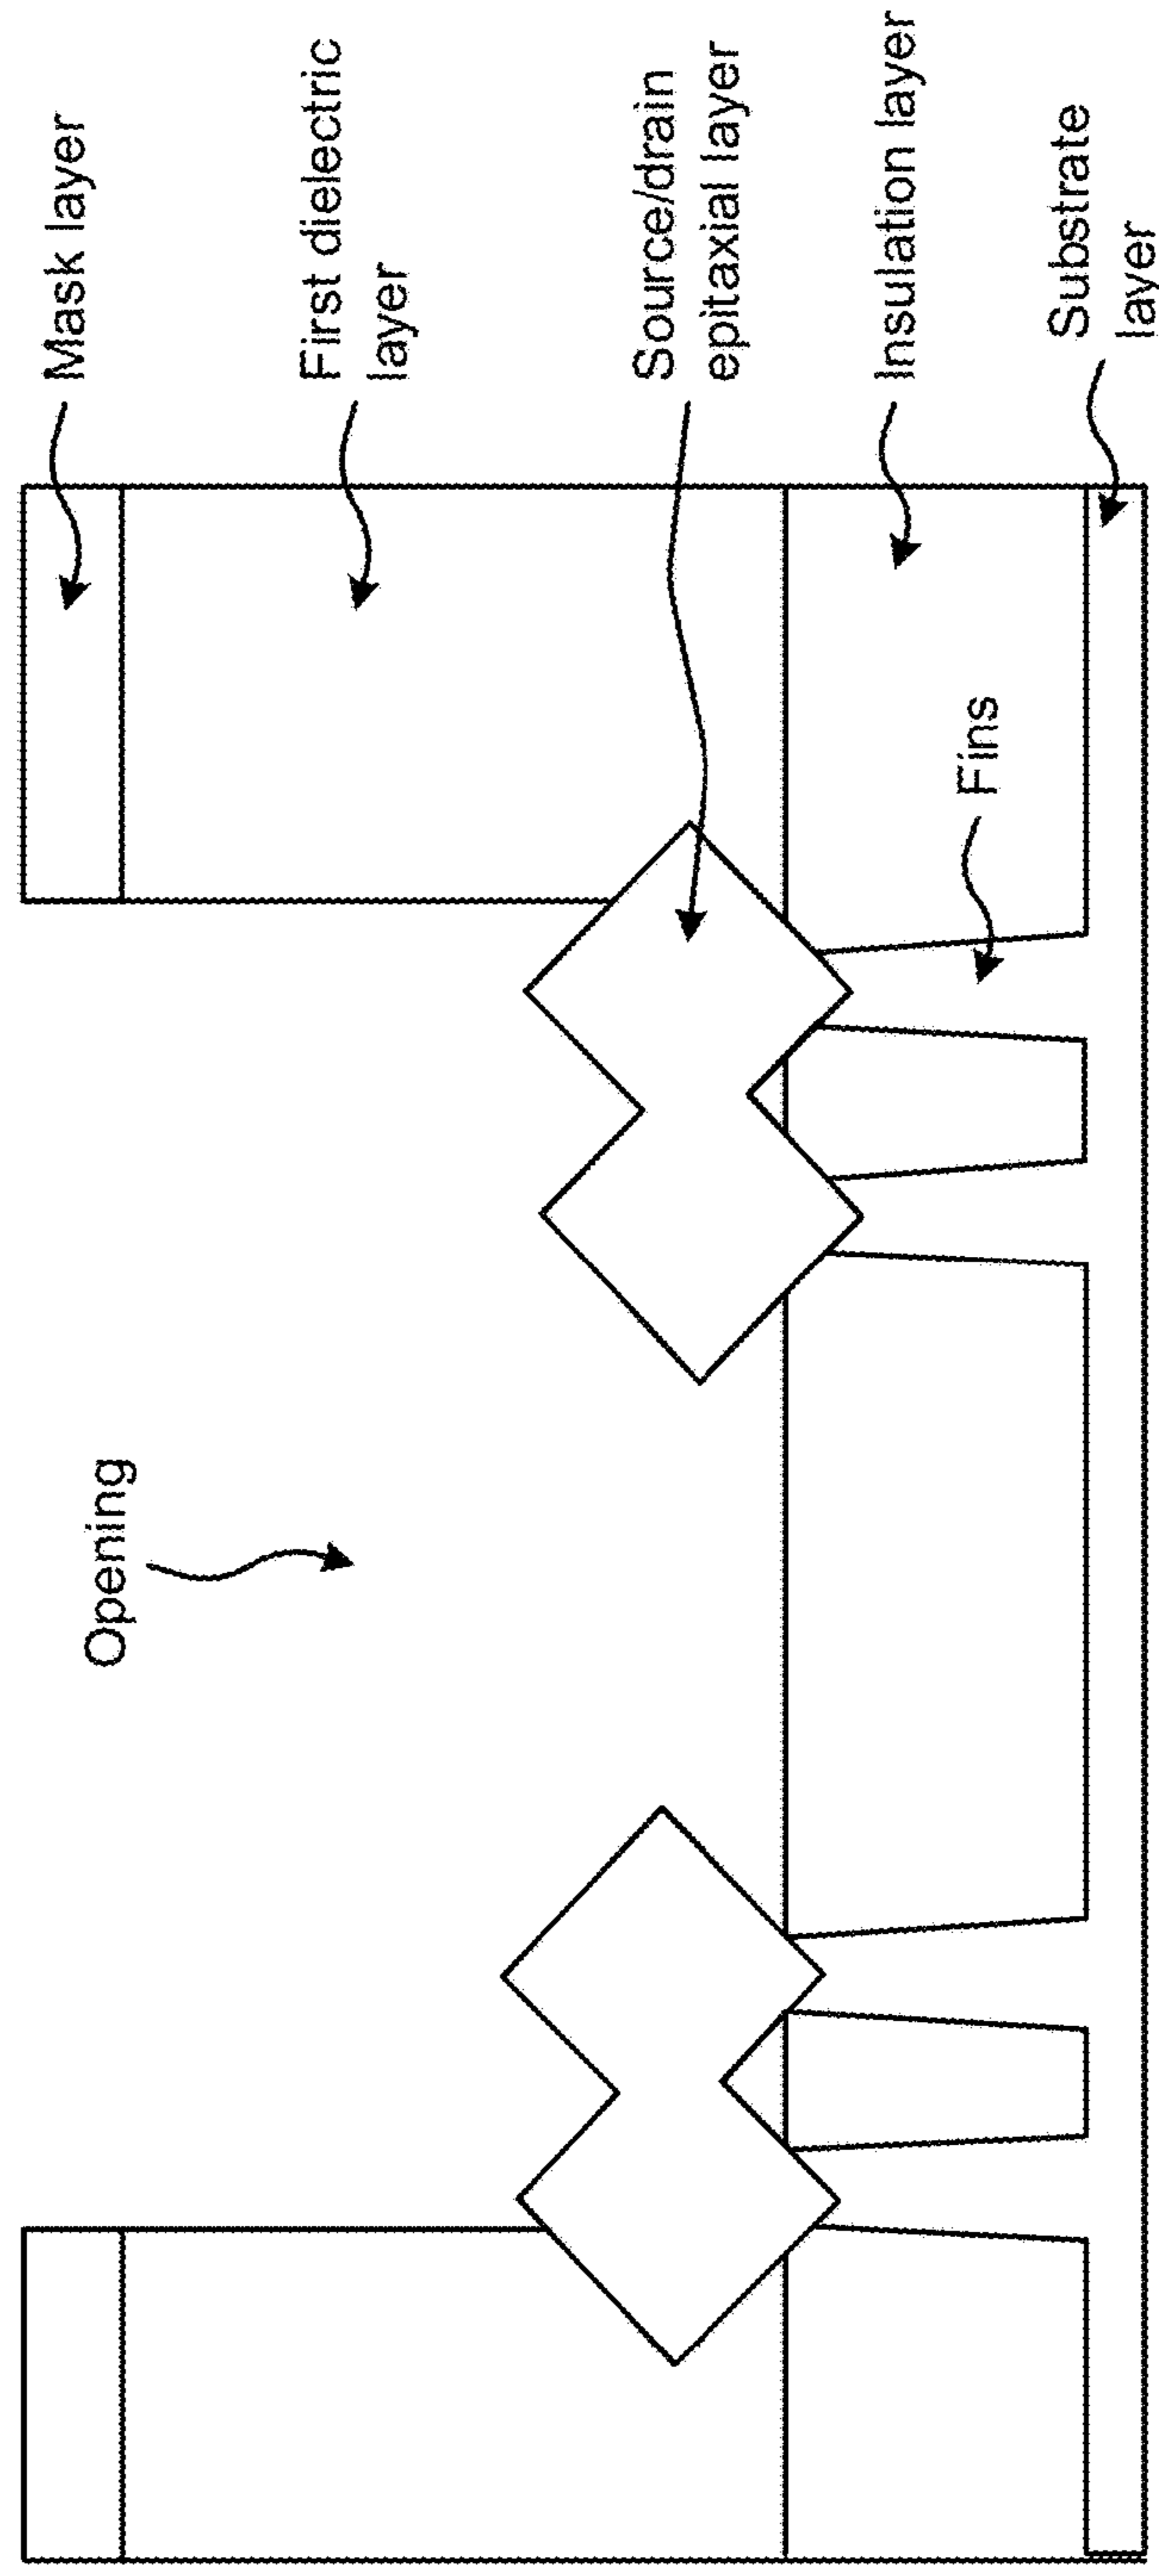 Opening
Mask layer
First dielectric
layer
Source/drain
epitaxial layer
Insulation layer
Fins
Substrate
layer